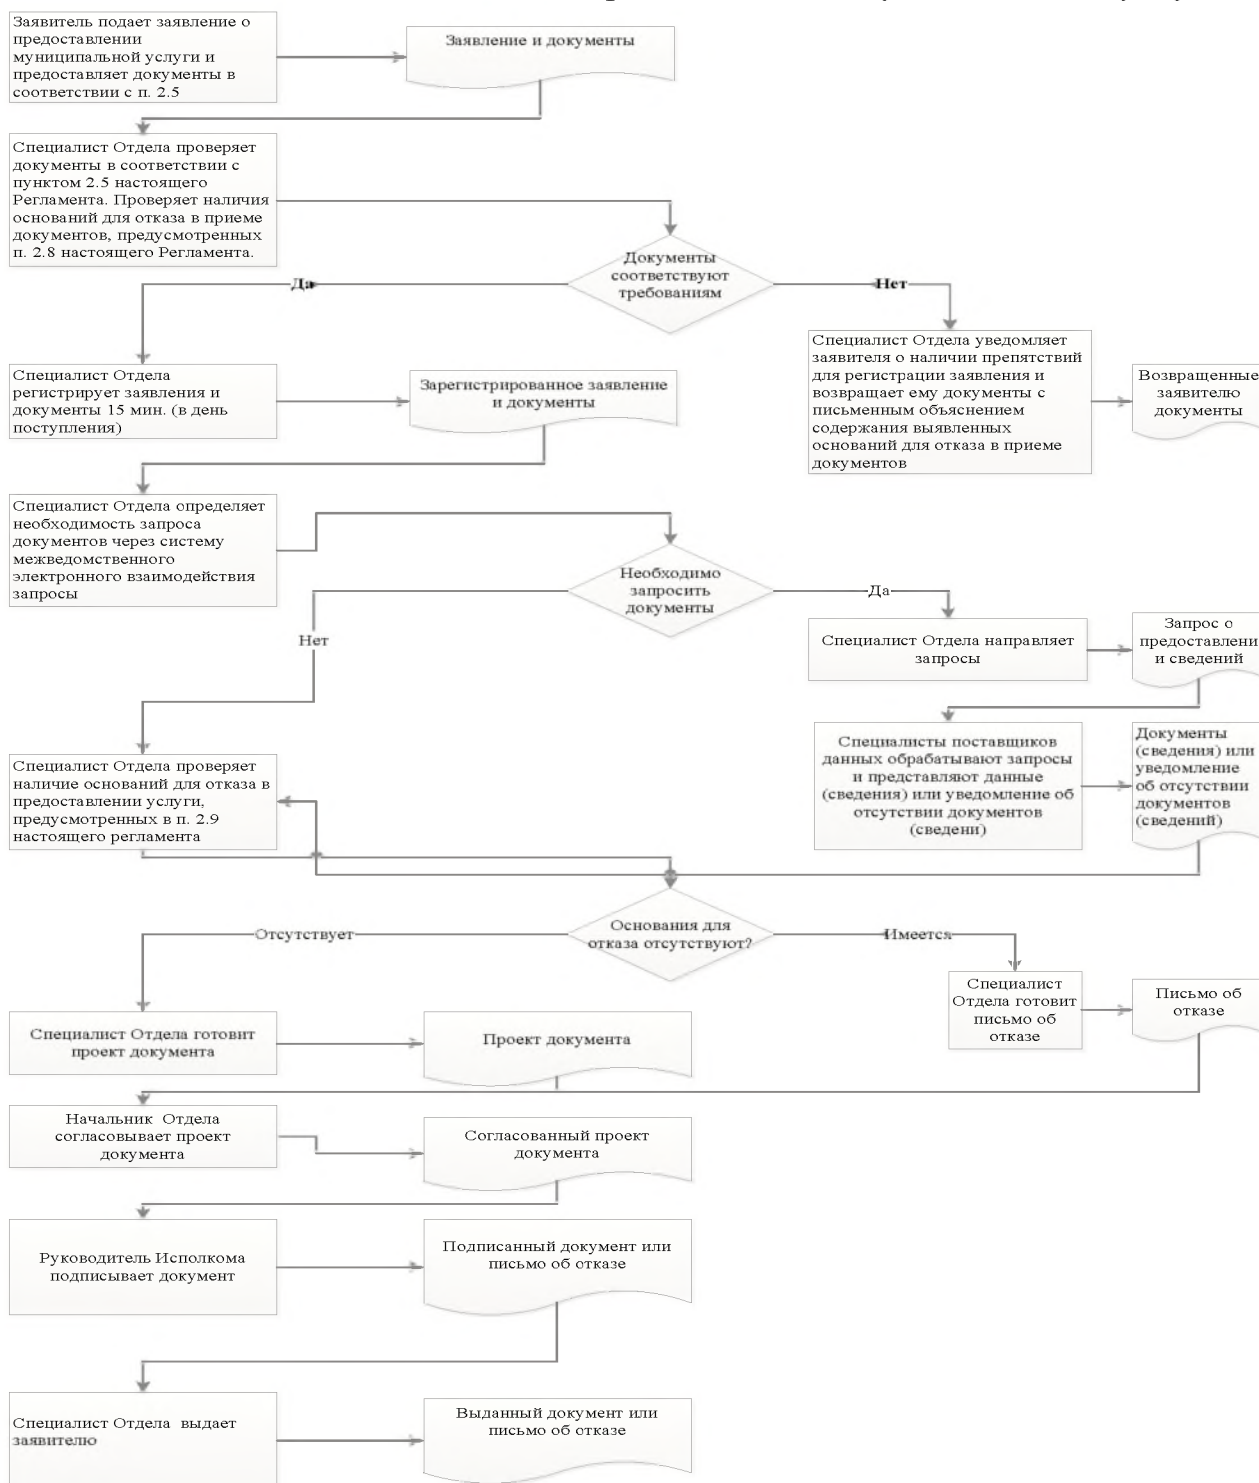 Заявитель подает заявление о
предоставлении
муниципальной услуги и
предоставляет документы в
соответствии с п. 2.5
Заявление и документы
Специалист Отдела проверяет
документы в соответствии с
пунктом 2.5 настоящего
Регламента. Проверяет наличия
оснований для отказа в приеме
документов, предусмотренных
п. 2.8 настоящего Регламента.
Документы
соответствуют
требованиям
Да
Нет
Специалист Отдела
регистрирует заявления и
документы 15 мин. (в день
поступления)
Зарегистрированное заявление
и документы
Специалист Отдела уведомляет
заявителя о наличии препятствий
для регистрации заявления и
возвращает ему документы с
письменным объяснением
содержания выявленных
оснований для отказа в приеме
документов
Возвращенные
заявителю
документы
Специалист Отдела определяет
необходимость запроса
документов через систему
межведомственного
электронного взаимодействия
запросы
Необходимо
запросить
документы
Да
Нет
Специалист Отдела направляет
запросы
Запрос о
предоставлени
и сведений
Специалист Отдела проверяет
наличие оснований для отказа в
предоставлении услуги,
предусмотренных в п. 2.9
настоящего регламента
Специалисты поставщиков
данных обрабатывают запросы
и представляют данные
(сведения) или уведомление об
отсутствии документов
(сведени)
Документы
(сведения) или
уведомление
об отсутствии
документов
(сведений)
Основания для
отказа отсутствуют?
Отсутствует
Имеется
Специалист Отдела готовит
проект документа
Проект документа
Специалист
Отдела готовит
письмо об
отказе
Письмо об
отказе
Начальник Отдела
согласовывает проект
документа
Согласованный проект
документа
Руководитель Исполкома
подписывает документ
Подписанный документ или
письмо об отказе
Специалист Отдела выдает
заявителю
Выданный документ или
письмо об отказе